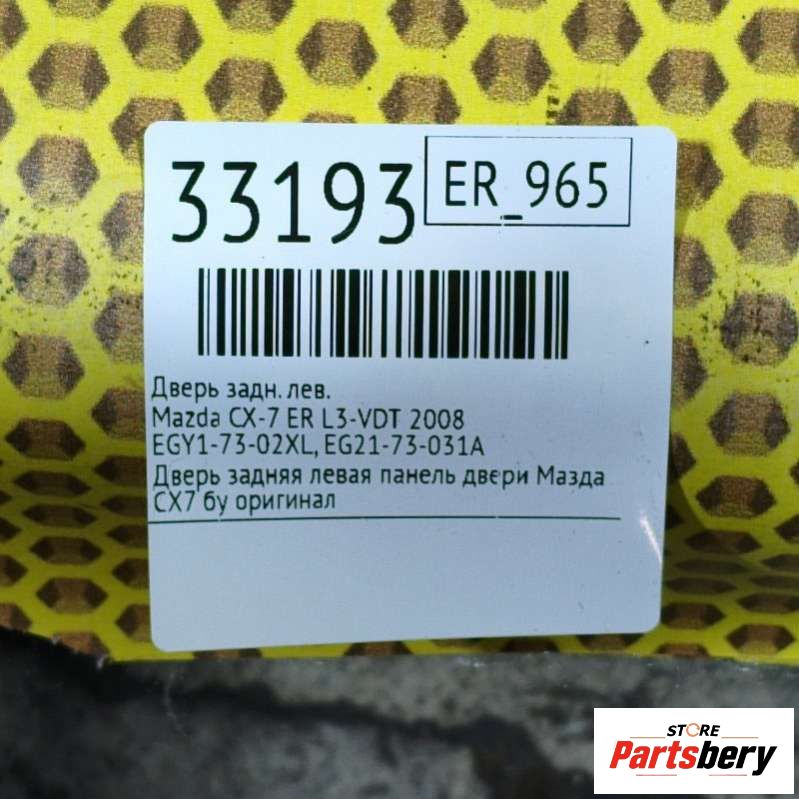 33193
ER_965
Дверь задн. лев.
Mazda CX-7 ER L3-VDT 2008
EGY1-73-02XL, EG21-73-031A
Дверь задняя левая панель двери Мазда
СХ7 бу оригинал
STORE
Partsbery